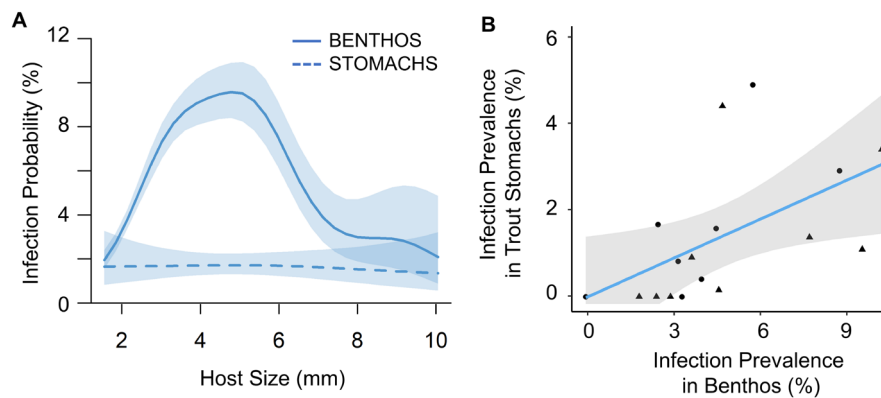 A
Infection Probability (%)
12
8
4
0
BENTHOS
STOMACHS
2 4 6 8 10
Host Size (mm)
B
Infection Prevalence
in Trout Stomachs (%)
6
4
2
0
0 3 6 9
Infection Prevalence
in Benthos (%)